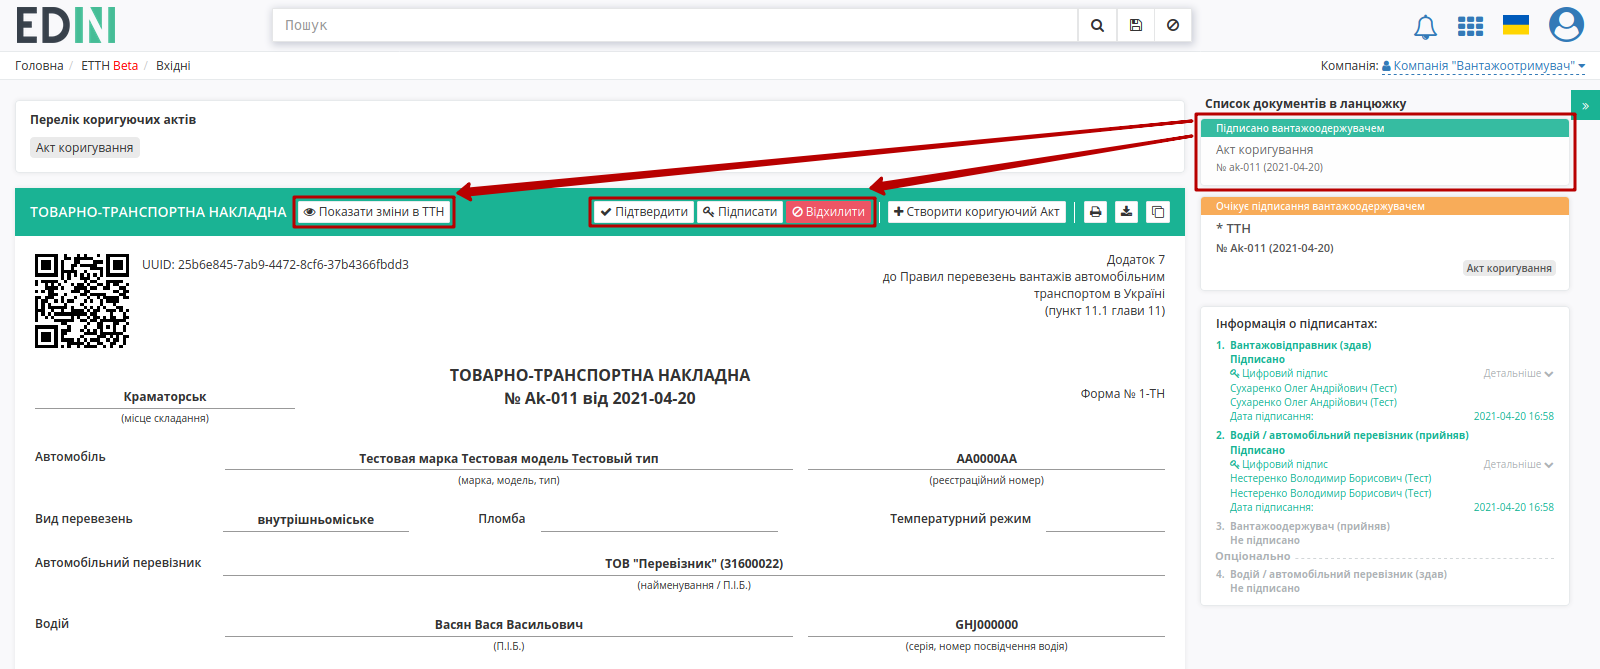 EDIN
Пошук
Головна / ЕТТН Beta / Вхідні
Компанія: Компанія "Вантажоотримувач"
Перелік коригуючих актів
Акт коригування
ТОВАРНО-ТРАНСПОРТНА НАКЛАДНА
Показати зміни в ТТН
Підтвердити
Підписати
Відхилити
Створити коригуючий Акт
UUID: 25b6e845-7ab9-4472-8cf6-37b4366fbdd3
Додаток 7
до Правил перевезень вантажів автомобільним
транспортом в Україні
(пункт 11.1 глави 11)
ТОВАРНО-ТРАНСПОРТНА НАКЛАДНА
№ Ak-011 від 2021-04-20
Краматорськ
(місце складання)
Форма № 1-ТН
Автомобіль
Тестовая марка Тестовая модель Тестовый тип
(марка, модель, тип)
АА0000АА
(реєстраційний номер)
Вид перевезень
внутрішньоміське
Пломба
Температурний режим
Автомобільний перевізник
ТОВ "Перевізник" (31600022)
(найменування / П.І.Б.)
Водій
Васян Вася Васильович
(П.І.Б.)
GHJ000000
(серія, номер посвідчення водія)
Список документів в ланцюжку
»
Підписано вантажоодержувачем
Акт коригування
№ ak-011 (2021-04-20)
Очікує підписання вантажоодержувачем
* ТТН
№ Ak-011 (2021-04-20)
Акт коригування
Інформація о підписантах:
1. Вантажовідправник (здав)
Підписано
Цифровий підпис Детальніше
Сухаренко Олег Андрійович (Тест)
Сухаренко Олег Андрійович (Тест)
Дата підписання: 2021-04-20 16:58
2. Водій / автомобільний перевізник (прийняв)
Підписано
Цифровий підпис Детальніше
Нестеренко Володимир Борисович (Тест)
Нестеренко Володимир Борисович (Тест)
Дата підписання: 2021-04-20 16:58
3. Вантажоодержувач (прийняв)
Не підписано
Опціонально
4. Водій / автомобільний перевізник (здав)
Не підписано